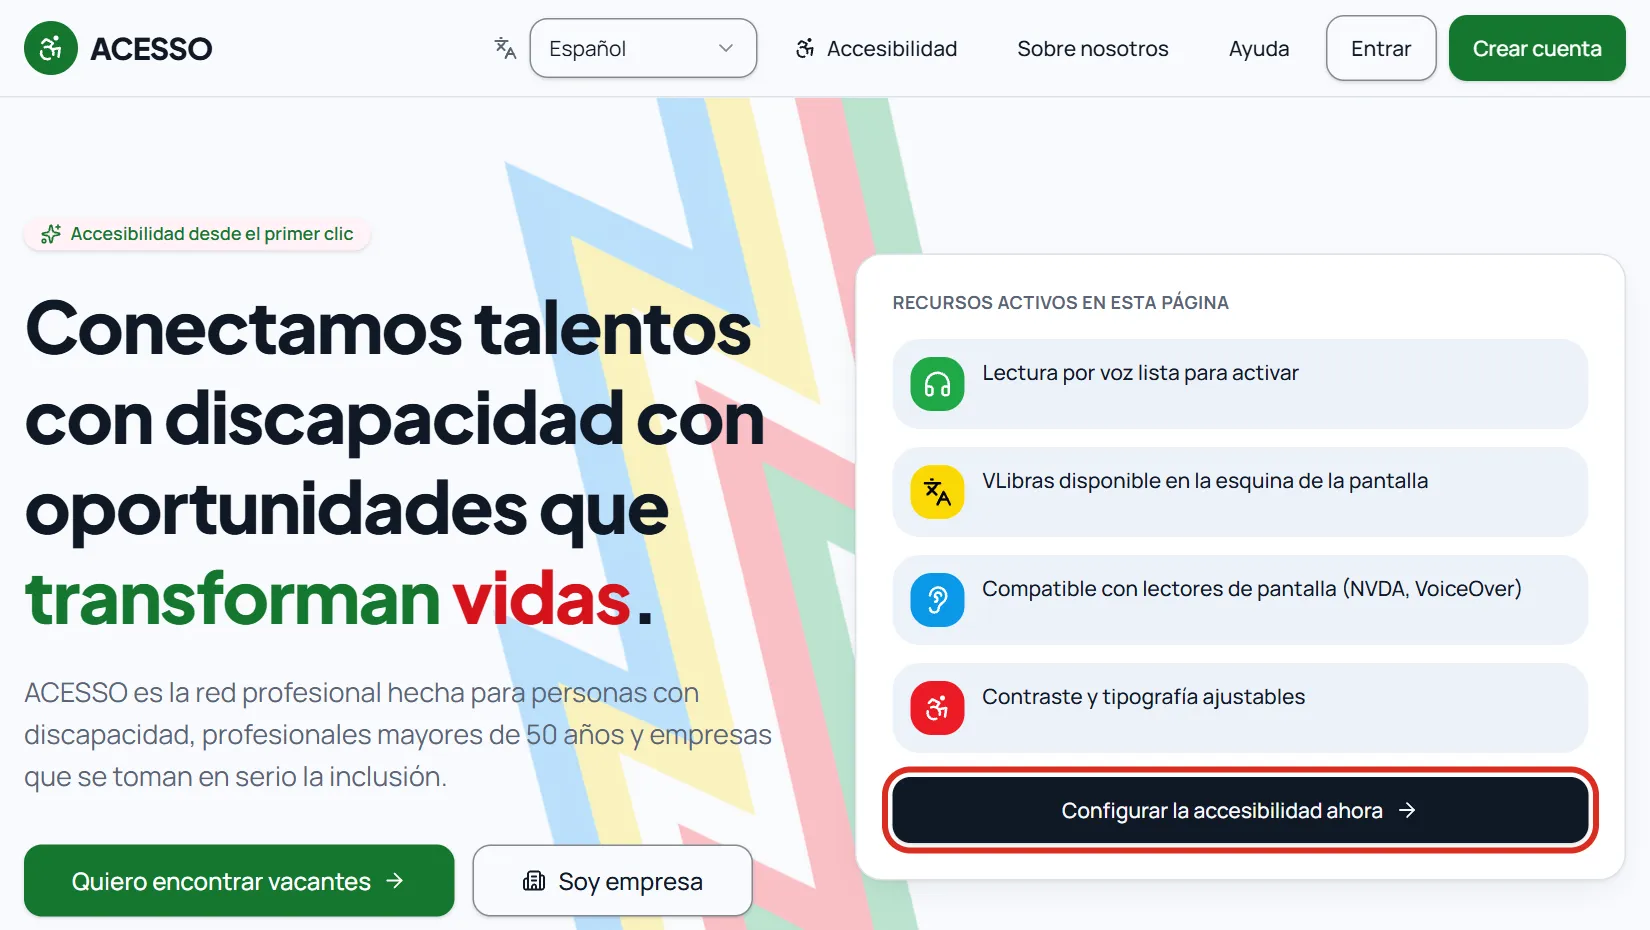 ACESSO
Español
Accesibilidad
Sobre nosotros
Ayuda
Entrar
Crear cuenta
Accesibilidad desde el primer clic
Conectamos talentos
con discapacidad con
oportunidades que
transforman vidas.
ACESSO es la red profesional hecha para personas con
discapacidad, profesionales mayores de 50 años y empresas
que se toman en serio la inclusión.
Quiero encontrar vacantes
Soy empresa
RECURSOS ACTIVOS EN ESTA PÁGINA
Lectura por voz lista para activar
VLibras disponible en la esquina de la pantalla
Compatible con lectores de pantalla (NVDA, VoiceOver)
Contraste y tipografía ajustables
Configurar la accesibilidad ahora